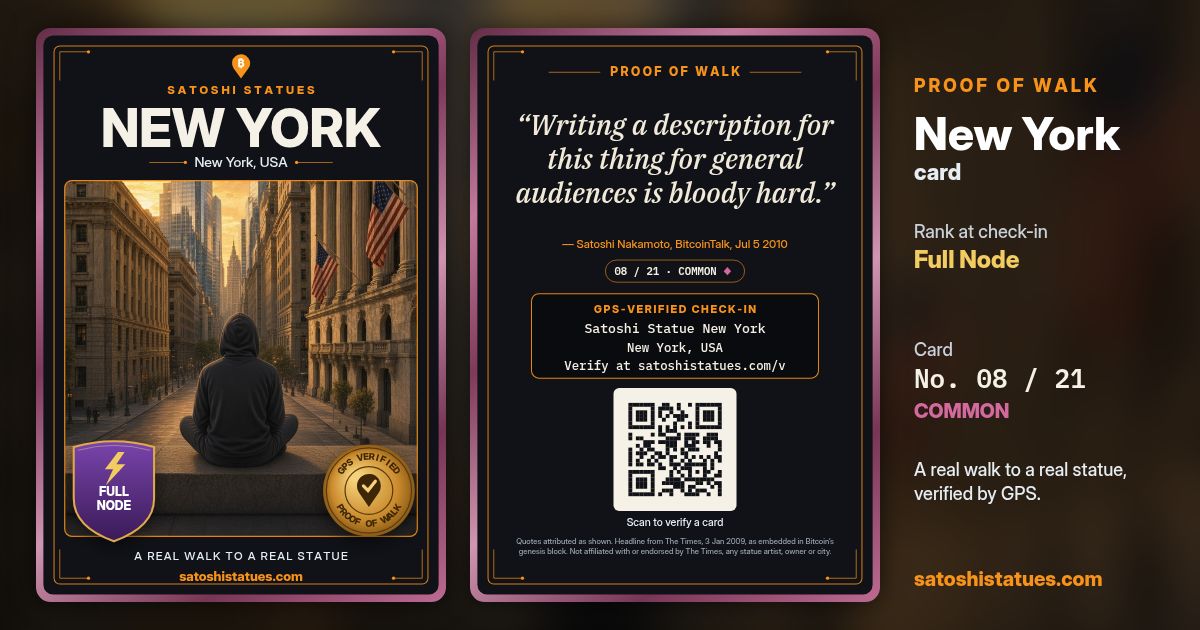 SATOSHI STATUES
NEW YORK
New York, USA
FULL
NODE
GPS VERIFIED
PROOF OF WALK
A REAL WALK TO A REAL STATUE
satoshistatues.com
PROOF OF WALK
“Writing a description for
this thing for general
audiences is bloody hard.”
— Satoshi Nakamoto, BitcoinTalk, Jul 5 2010
08 / 21 · COMMON ♦
GPS-VERIFIED CHECK-IN
Satoshi Statue New York
New York, USA
Verify at satoshistatues.com/v
Scan to verify a card
Quotes attributed as shown. Headline from The Times, 3 Jan 2009, as embedded in Bitcoin's
genesis block. Not affiliated with or endorsed by The Times, any statue artist, owner or city.
PROOF OF WALK
New York
card
Rank at check-in
Full Node
Card
No. 08 / 21
COMMON
A real walk to a real statue,
verified by GPS.
satoshistatues.com